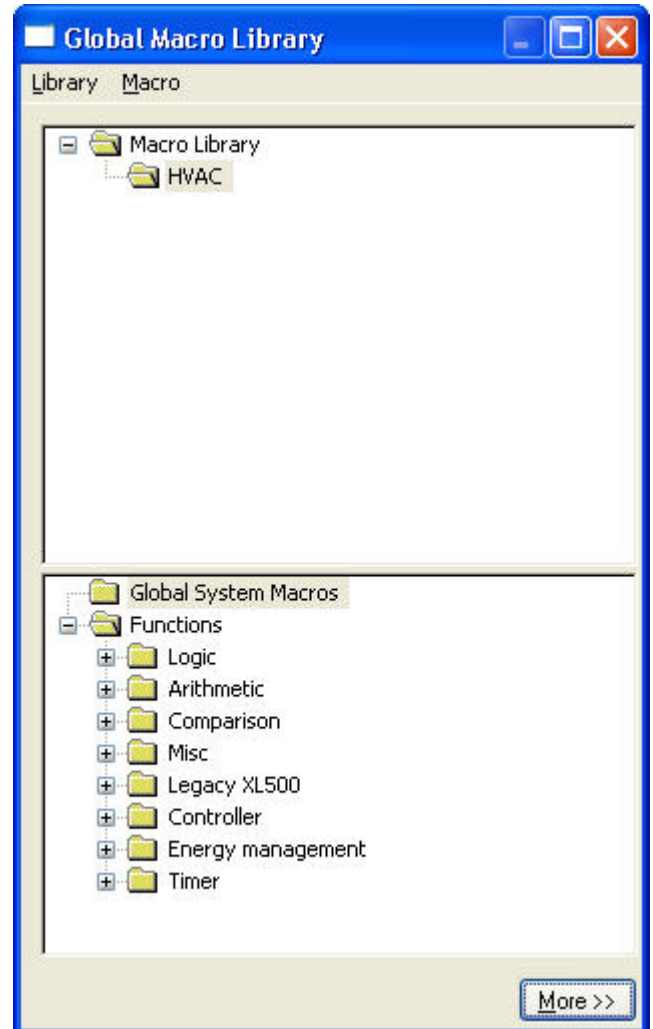 Global Macro Library
Library Macro
Macro Library
HVAC
Global System Macros
Functions
Logic
Arithmetic
Comparison
Misc
Legacy XL500
Controller
Energy management
Timer
More >>